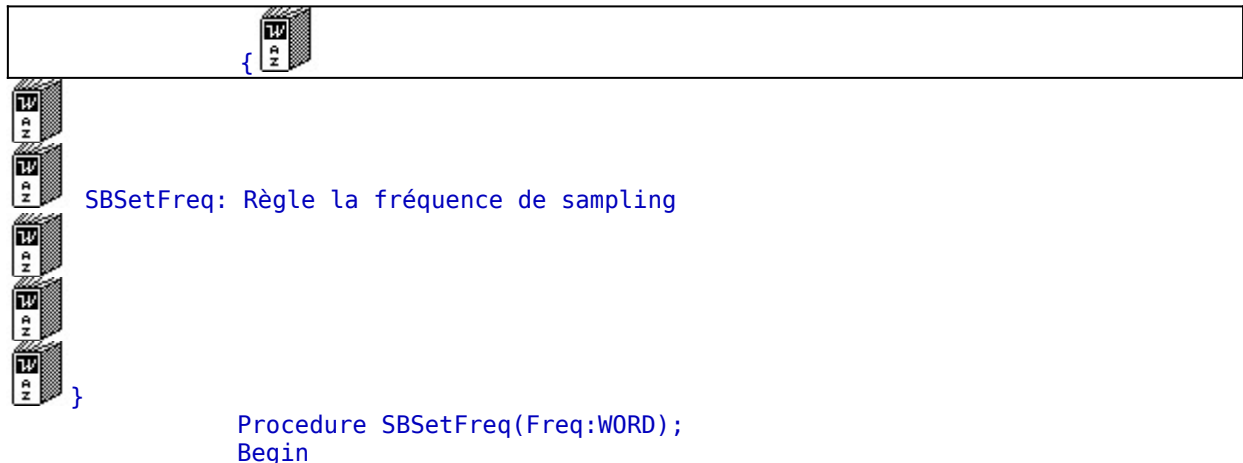 {
SBSetFreq: Règle la fréquence de sampling
}
Procedure SBSetFreq(Freq:WORD);
Begin